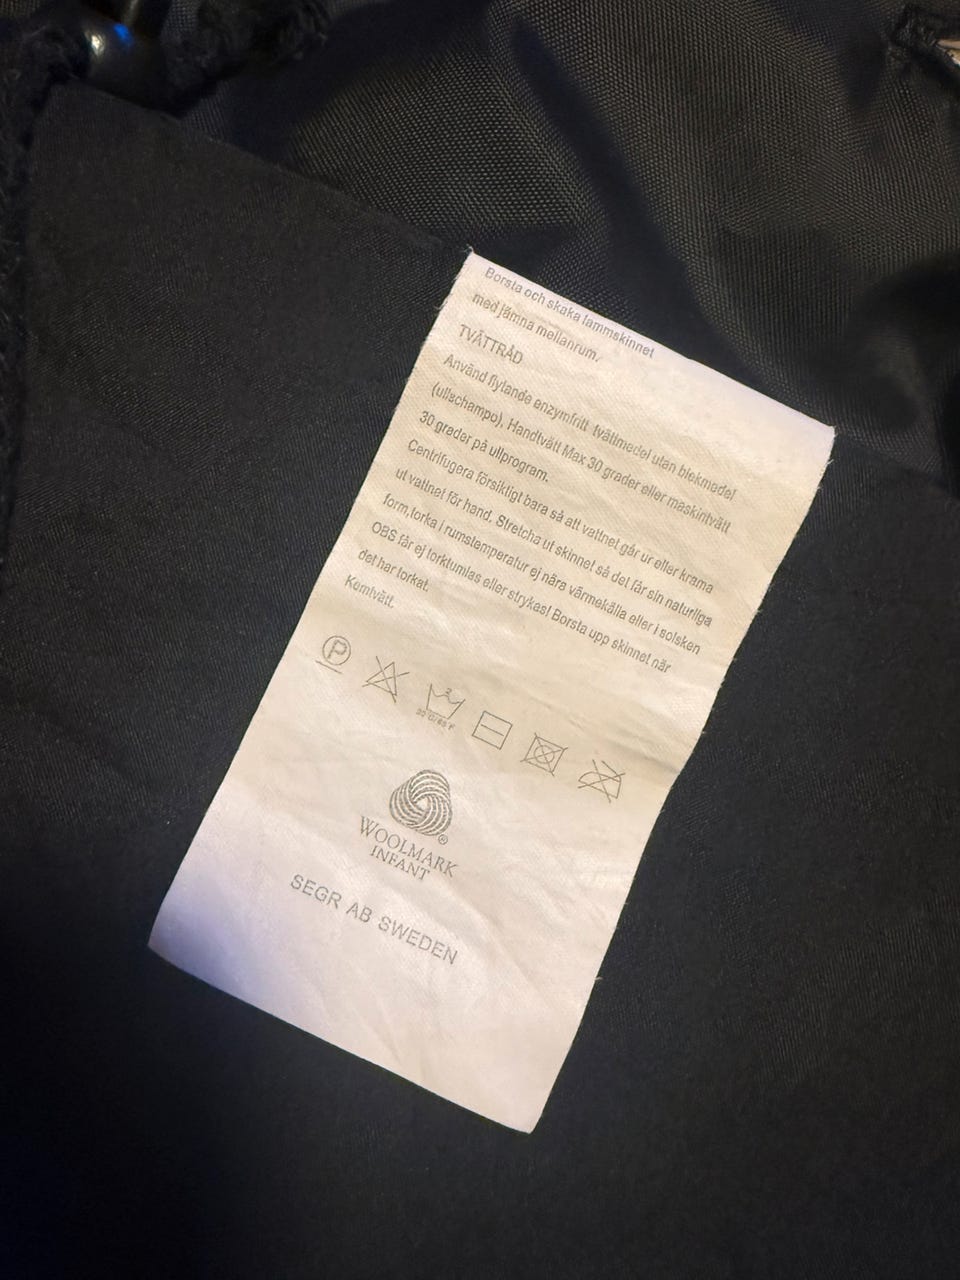 Borsta och skaka lammskinnet
med jämna mellanrum.
TVÄTTRÅD
Använd flytande enzymfritt tvättmedel utan blekmedel
(ullschampo), Handtvätt Max 30 grader eller maskintvätt
30 grader på ullprogram.
Centrifugera försiktigt bara så att vattnet går ur eller krama
ut vattnet för hand. Stretcha ut skinnet så det får sin naturliga
form,torka i rumstemperatur ej nära värmekälla eller i solsken
OBS får ej torktumlas eller strykas! Borsta upp skinnet när
det har torkat.
Kemtvätt.
P
30°C/86°F
WOOLMARK
INFANT
SEGR AB SWEDEN